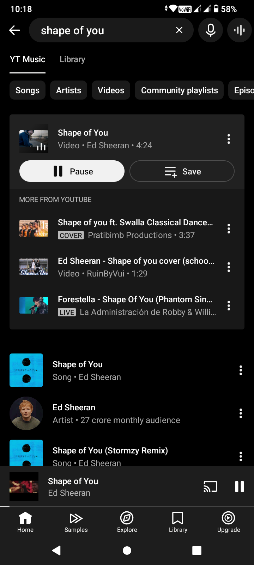 10:18
58%
shape of you
YT Music Library
Songs Artists Videos Community playlists Episo
Shape of You
Video • Ed Sheeran • 4:24
Pause Save
MORE FROM YOUTUBE
Shape of you ft. Swalla Classical Dance...
COVER Pratibimb Productions • 3:37
Ed Sheeran - Shape of you cover (schoo...
Video • RuinByVui • 1:29
Forestella - Shape Of You (Phantom Sin...
LIVE La Administración de Robby & Willi...
Shape of You
Song • Ed Sheeran
Ed Sheeran
Artist • 27 crore monthly audience
Shape of You (Stormzy Remix)
Song • Ed Sheeran
Shape of You
Ed Sheeran
Home Samples Explore Library Upgrade